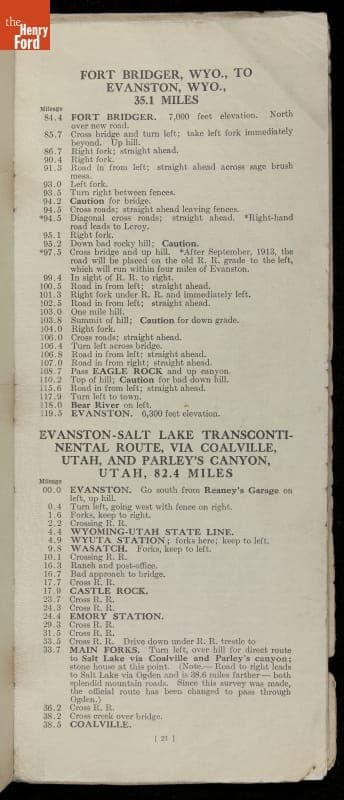 the
Henry
Ford
FORT BRIDGER, WYO., TO
EVANSTON, WYO.,
35.1 MILES
Mileage
84.4 FORT BRIDGER. 7,000 feet elevation. North
over new road.
85.7 Cross bridge and turn left; take left fork immediately
beyond. Up hill.
86.7 Right fork; straight ahead.
90.4 Right fork.
91.3 Road in from left; straight ahead across sage brush
mesa.
93.0 Left fork.
93.5 Turn right between fences.
94.2 Caution for bridge.
94.5 Cross roads; straight ahead leaving fences.
*94.5 Diagonal cross roads; straight ahead. *Right-hand
road leads to Leroy.
95.1 Right fork.
95.2 Down bad rocky hill; Caution.
*97.5 Cross bridge and up hill. *After September, 1913, the
road will be placed on the old R. R. grade to the left,
which will run within four miles of Evanston.
99.4 In sight of R. R. to right.
100.5 Road in from left; straight ahead.
101.3 Right fork under R. R. and immediately left.
102.5 Road in from left; straight ahead.
103.0 One mile hill.
103.8 Summit of hill; Caution for down grade.
104.0 Right fork.
106.0 Cross roads; straight ahead.
106.4 Turn left across bridge.
106.8 Road in from left; straight ahead.
107.0 Road in from right; straight ahead.
108.7 Pass EAGLE ROCK and up canyon.
110.2 Top of hill; Caution for bad down hill.
115.6 Road in from left; straight ahead.
117.9 Turn left to town.
118.0 Bear River on left.
119.5 EVANSTON. 6,300 feet elevation.
EVANSTON-SALT LAKE TRANSCONTI-
NENTAL ROUTE, VIA COALVILLE,
UTAH, AND PARLEY'S CANYON,
UTAH, 82.4 MILES
Mileage
00.0 EVANSTON. Go south from Reaney's Garage on
left, up hill.
0.4 Turn left, going west with fence on right.
1.6 Forks, keep to right.
2.2 Crossing R. R.
4.4 WYOMING-UTAH STATE LINE.
4.9 WYUTA STATION; forks here; keep to left.
9.8 WASATCH. Forks, keep to left.
10.1 Crossing R. R.
16.3 Ranch and post-office.
16.7 Bad approach to bridge.
17.7 Cross R. R.
17.9 CASTLE ROCK.
23.7 Cross R. R.
24.3 Cross R. R.
24.4 EMORY STATION.
29.3 Cross R. R.
31.5 Cross R. R.
33.5 Cross R. R. Drive down under R. R. trestle to
33.7 MAIN FORKS. Turn left, over hill for direct route
to Salt Lake via Coalville and Parley's canyon;
stone house at this point. (Note.—Road to right leads
to Salt Lake via Ogden and is 38.6 miles farther—both
splendid mountain roads. Since this survey was made,
the official route has been changed to pass through
Ogden.)
36.2 Cross R. R.
38.2 Cross creek over bridge.
38.5 COALVILLE.
[ 21 ]